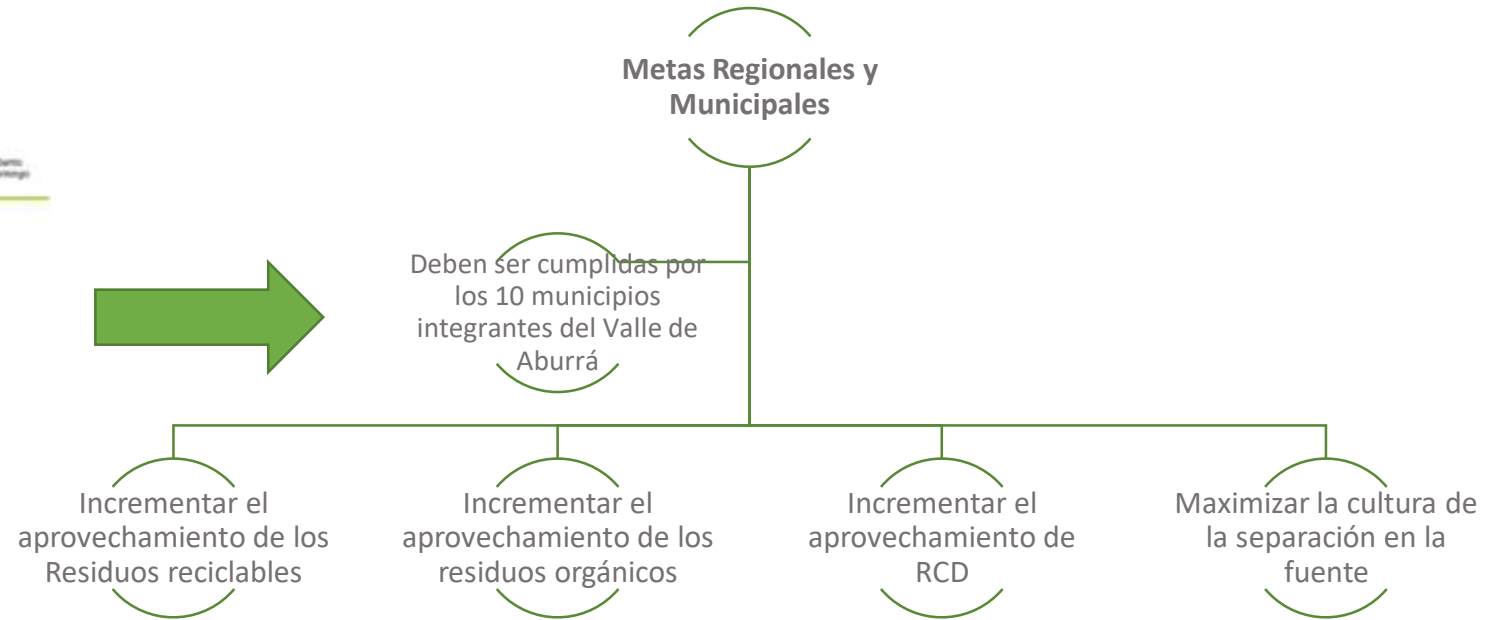 Metas Regionales y
Municipales
Deben ser cumplidas por
los 10 municipios
integrantes del Valle de
Aburrá
Incrementar el
aprovechamiento de los
Residuos reciclables
Incrementar el
aprovechamiento de los
residuos orgánicos
Incrementar el
aprovechamiento de
RCD
Maximizar la cultura de
la separación en la
fuente